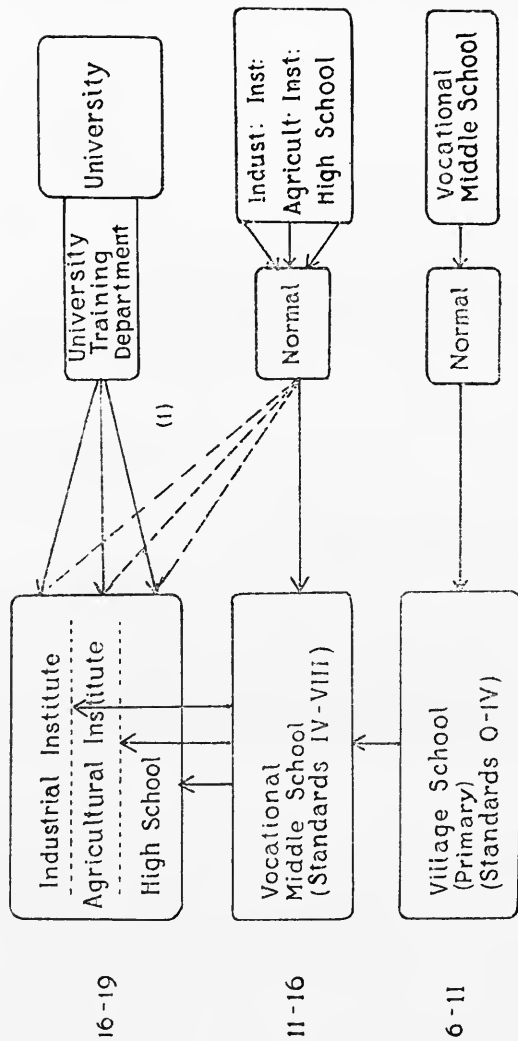 16-19
Industrial Institute
Agricultural Institute
High School
(1)
University
Training
Department
University
11-16
Vocational
Middle School
(Standards IV-VIII)
Normal
Indust: Inst:
Agricult: Inst:
High School
6-11
Village School
(Primary)
(Standards O-IV)
Normal
Vocational
Middle School